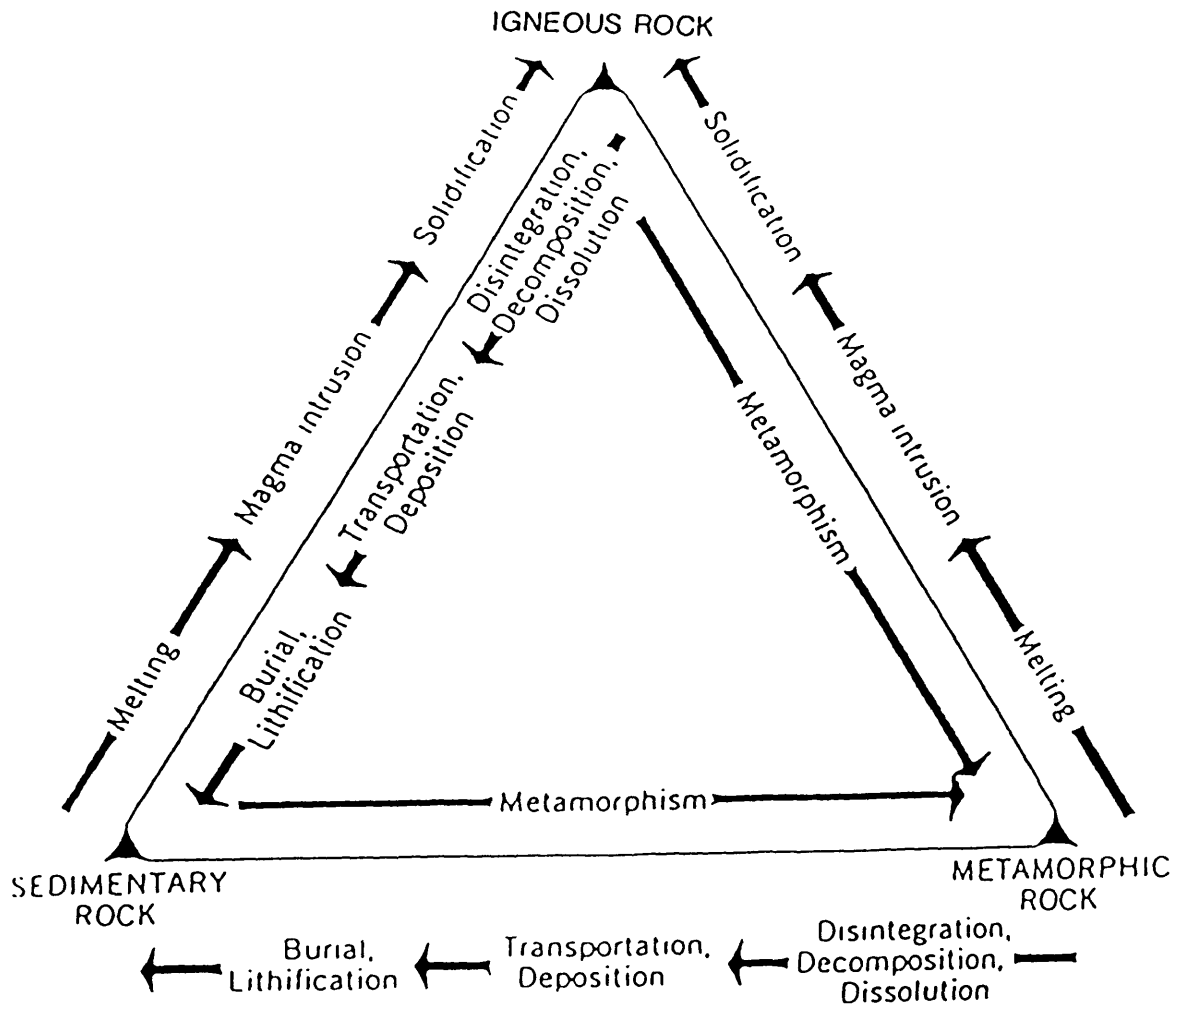 IGNEOUS ROCK
Solidification
Magma intrusion
Melting
Disintegration,
Decomposition,
Dissolution
Transportation,
Deposition
Burial,
Lithification
Solidification
Magma intrusion
Melting
Metamorphism
Metamorphism
SEDIMENTARY
ROCK
METAMORPHIC
ROCK
Burial,
Lithification
Transportation,
Deposition
Disintegration,
Decomposition,
Dissolution